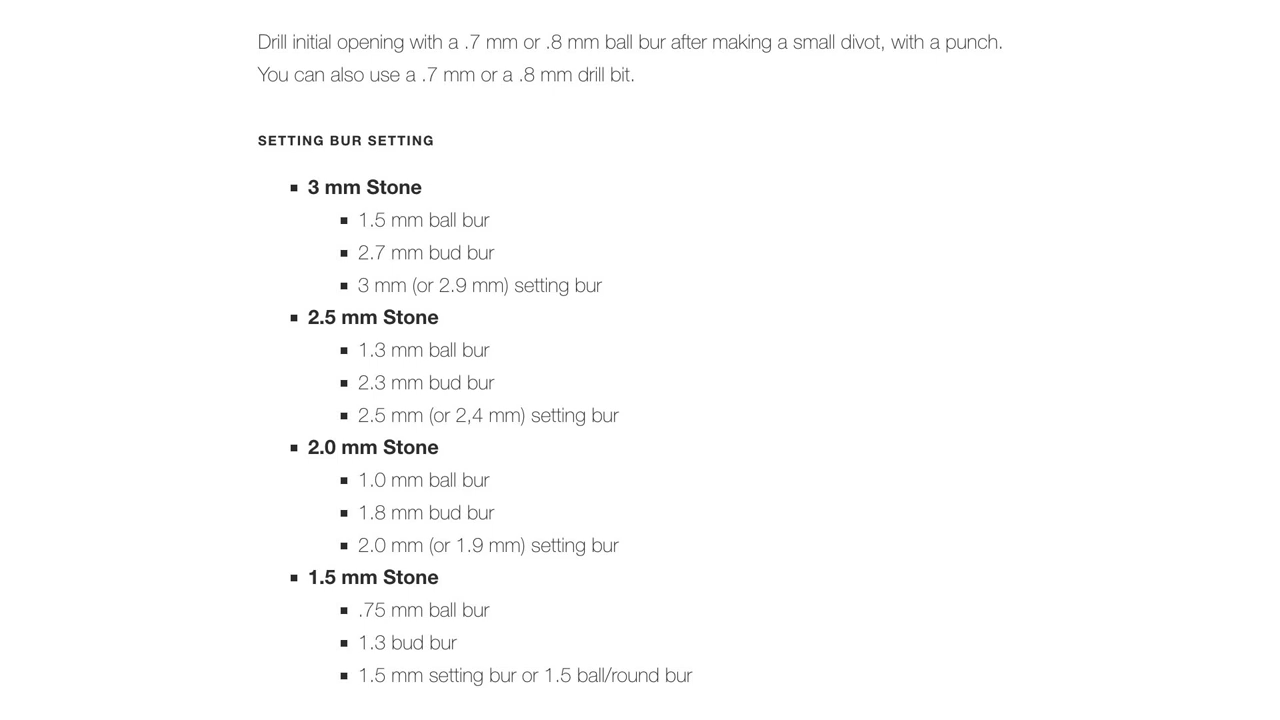 Drill initial opening with a .7 mm or .8 mm ball bur after making a small divot, with a punch.
You can also use a .7 mm or a .8 mm drill bit.
SETTING BUR SETTING
3 mm Stone
1.5 mm ball bur
2.7 mm bud bur
3 mm (or 2.9 mm) setting bur
2.5 mm Stone
1.3 mm ball bur
2.3 mm bud bur
2.5 mm (or 2,4 mm) setting bur
2.0 mm Stone
1.0 mm ball bur
1.8 mm bud bur
2.0 mm (or 1.9 mm) setting bur
1.5 mm Stone
.75 mm ball bur
1.3 bud bur
1.5 mm setting bur or 1.5 ball/round bur